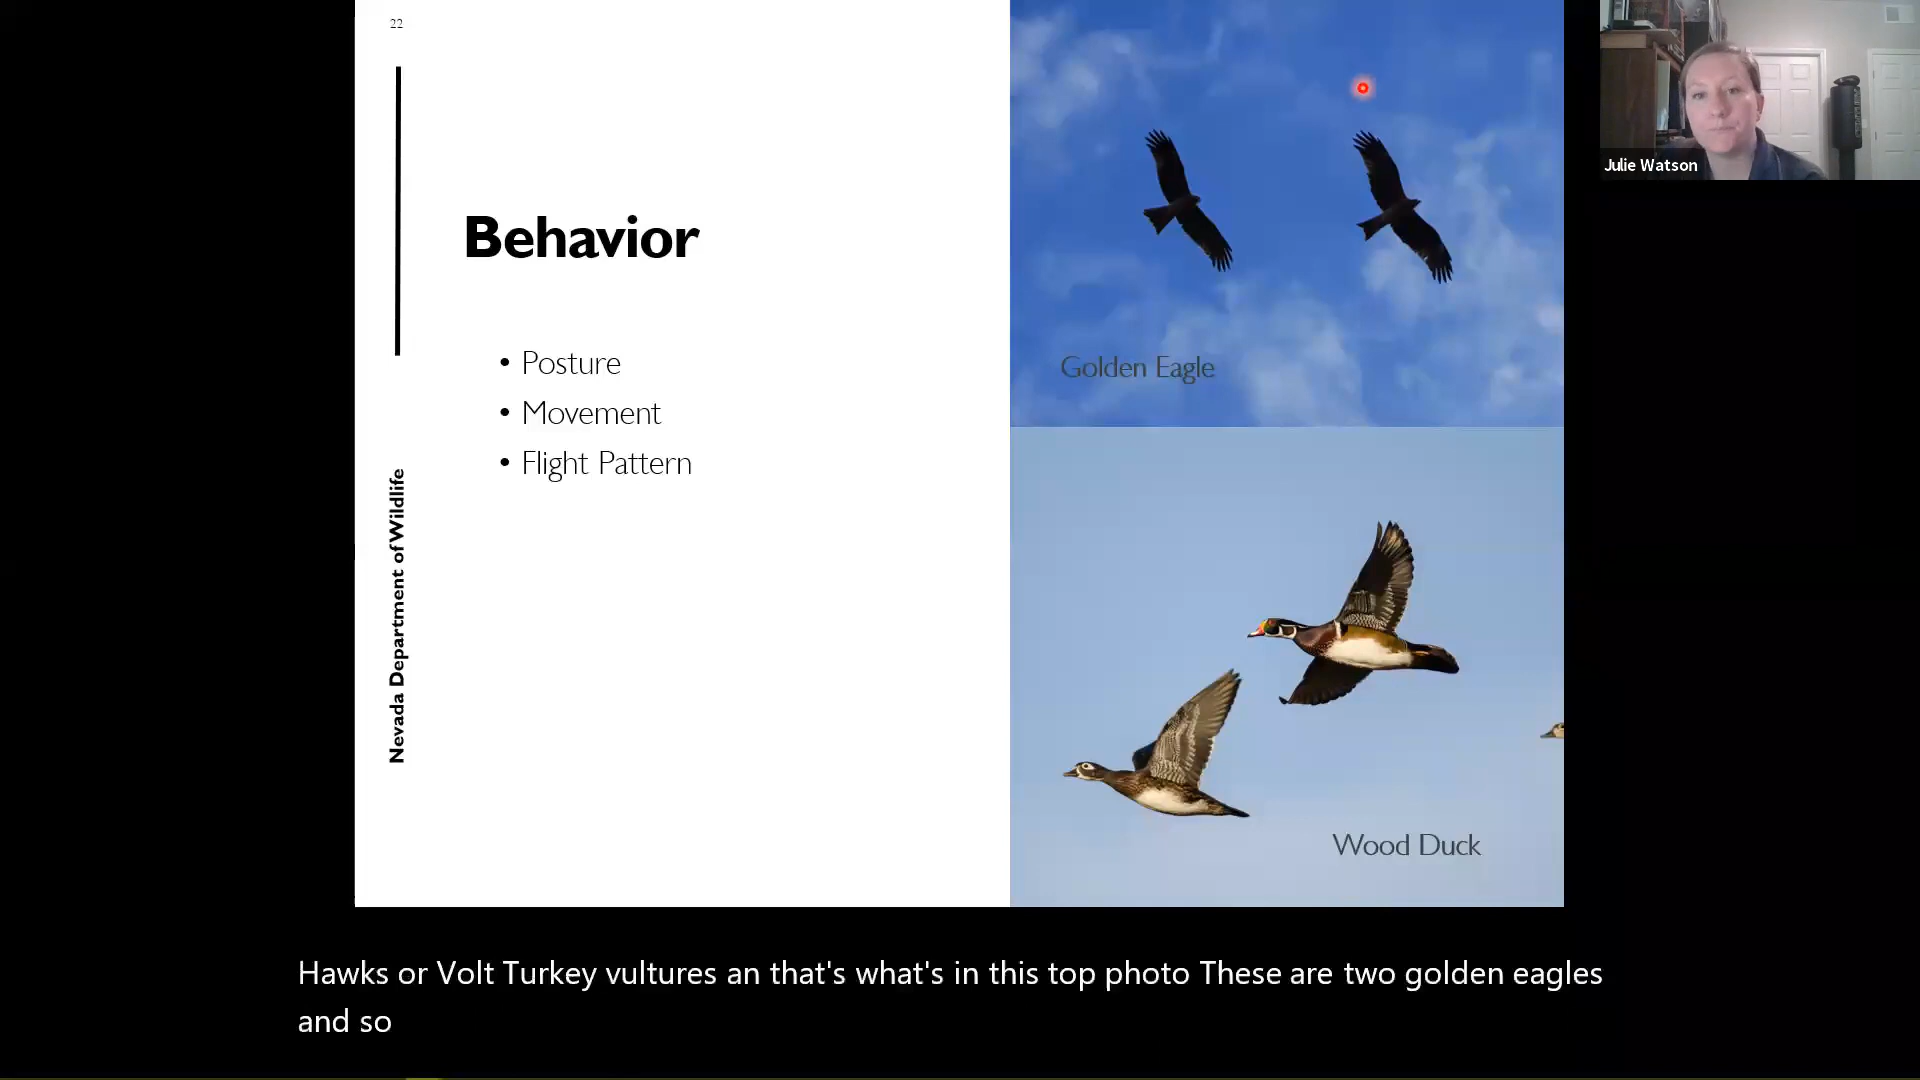 22
Behavior
• Posture
• Movement
• Flight Pattern
Nevada Department of Wildlife
Golden Eagle
Wood Duck
Julie Watson
Hawks or Volt Turkey vultures an that's what's in this top photo These are two golden eagles
and so